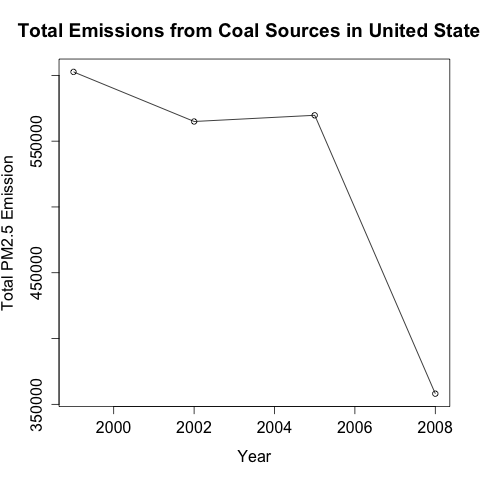 Total Emissions from Coal Sources in United State
550000
450000
350000
Total PM2.5 Emission
2000 2002 2004 2006 2008
Year